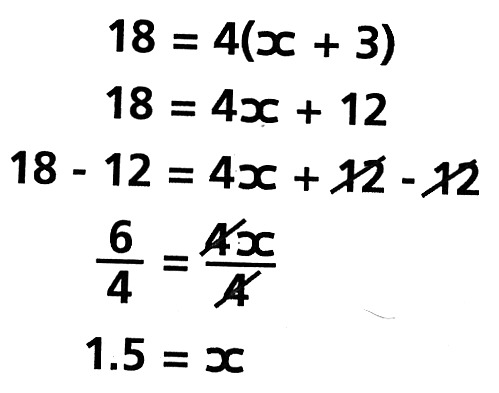 18 = 4(x + 3)
18 = 4x + 12
18 - 12 = 4x + 12 - 12
6/4 = 4x/4
1.5 = x